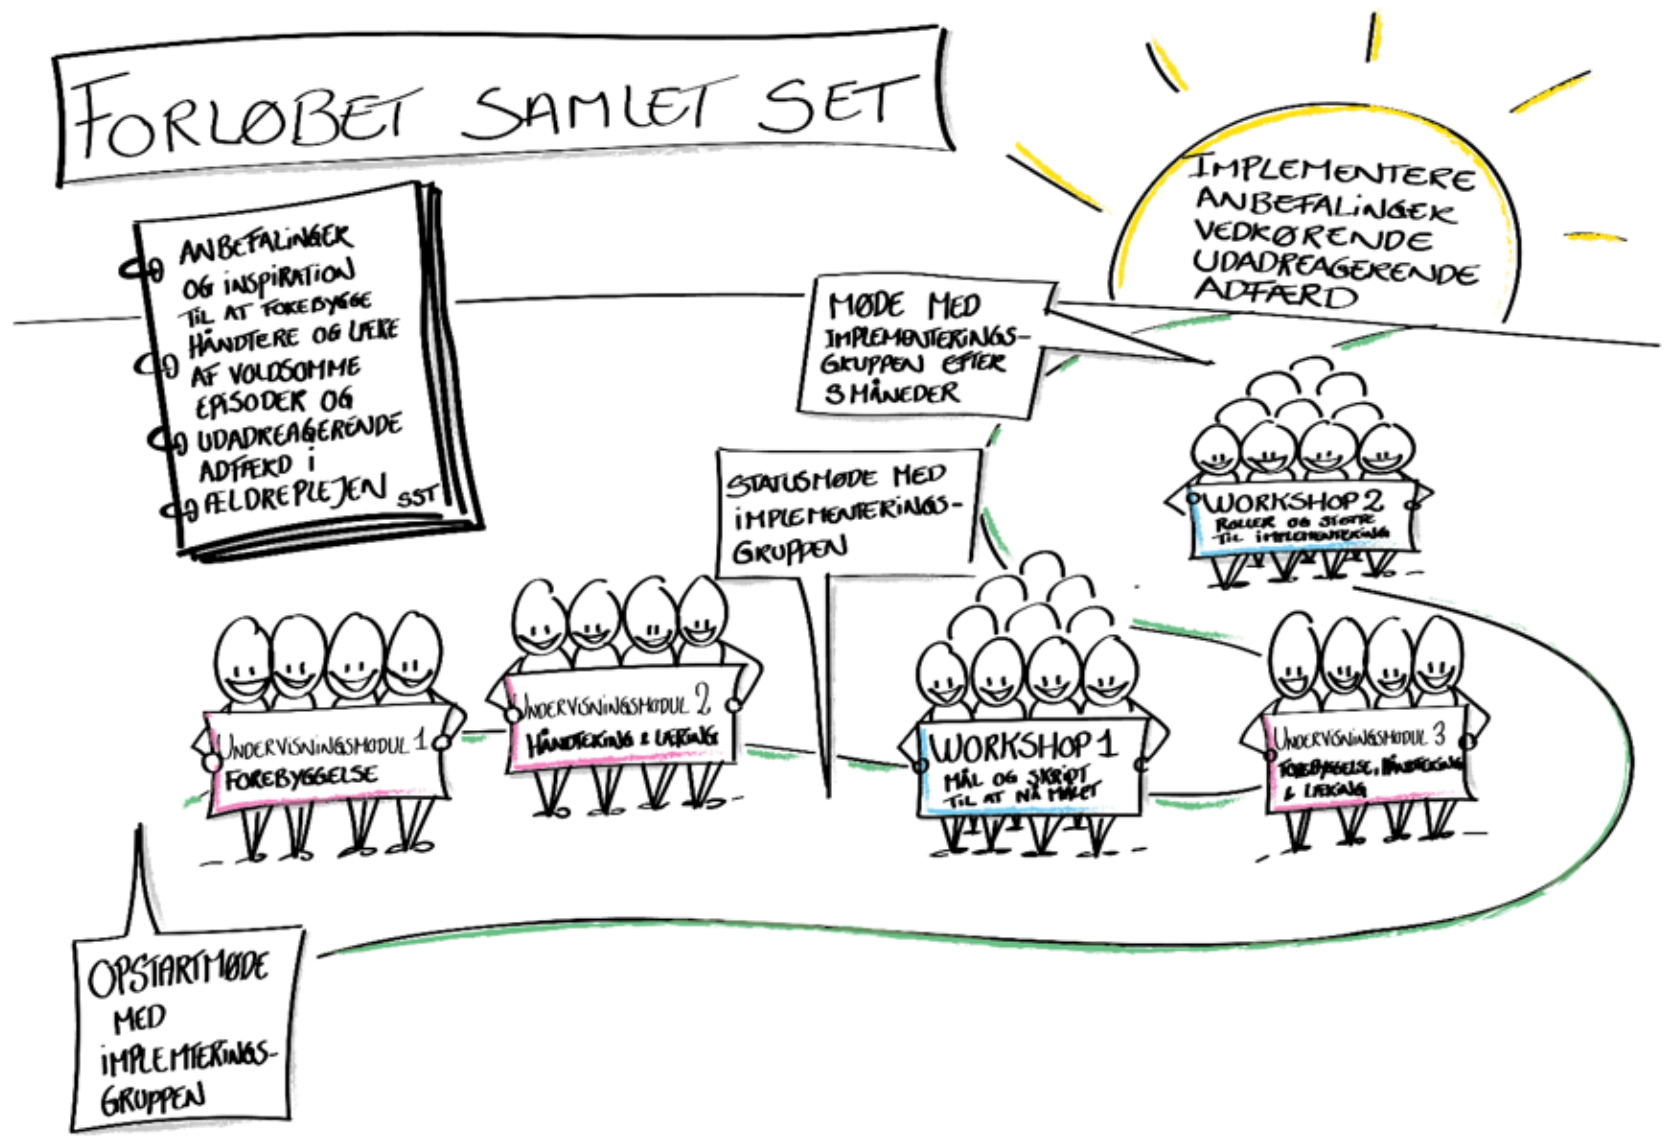 FORLØBET SAMLET SET
ANBEFALINGER
OG INSPIRATION
TIL AT FOREBYGGE
HÅNDTERE OG LÆRE
AF VOLDSOMME
EPISODER OG
UDADREAGERENDE
ADFÆRD I
ÆLDREPLEJEN SST
IMPLEMENTERE
ANBEFALINGER
VEDRØRENDE
UDADREAGERENDE
ADFÆRD
MØDE MED
IMPLEMENTERINGS-
GRUPPEN EFTER
3 MÅNEDER
STATUSMØDE MED
IMPLEMENTERINGS-
GRUPPEN
WORKSHOP 2
ROLLER OG STØTTE
TIL IMPLEMENTERING
UNDERVISNINGSMODUL 1
FOREBYGGELSE
UNDERVISNINGSMODUL 2
HÅNDTERING & LÆRING
WORKSHOP 1
MÅL OG SKRIDT
TIL AT NÅ MÅLET
UNDERVISNINGSMODUL 3
FOREBYGGELSE, HÅNDTERING
& LÆRING
OPSTARTMØDE
MED
IMPLEMTERINGS-
GRUPPEN